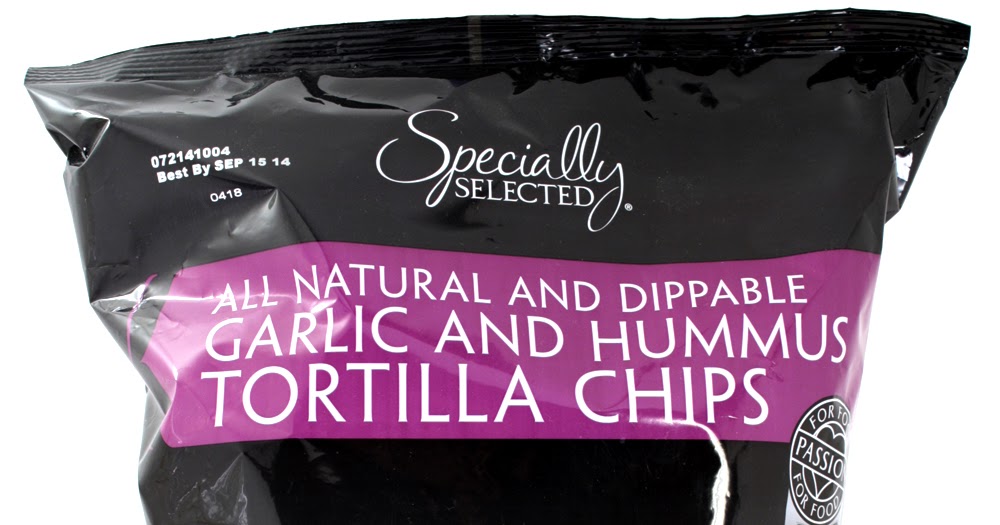 072141004
Best By SEP 15 14
0418
Specially
SELECTED®
ALL NATURAL AND DIPPABLE
GARLIC AND HUMMUS
TORTILLA CHIPS
FOR
PASSION
FOR FOOD